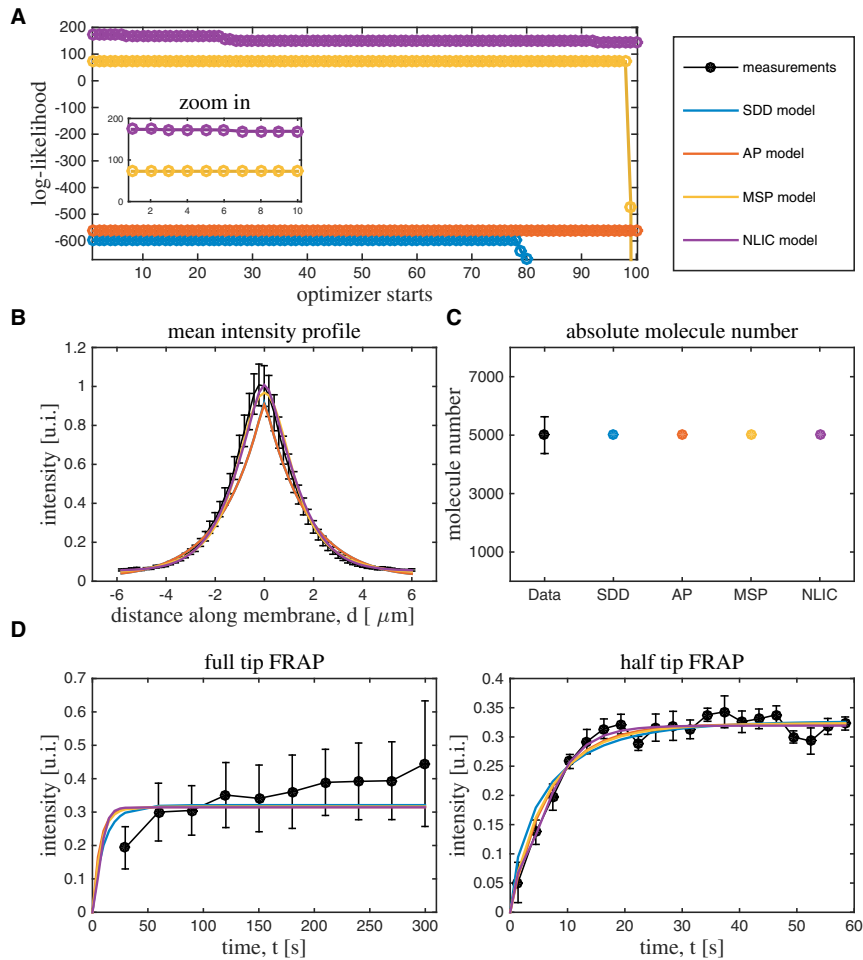 A
200
100
0
-100
-200
-300
-400
-500
-600
log-likelihood
zoom in
200
100
0
2 4 6 8 10
10 20 30 40 50 60 70 80 90 100
optimizer starts
measurements
SDD model
AP model
MSP model
NLIC model
B
mean intensity profile
1.2
1
0.8
0.6
0.4
0.2
0
intensity [u.i.]
-6 -4 -2 0 2 4 6
distance along membrane, d [ μm]
C
absolute molecule number
7000
5000
3000
1000
molecule number
Data SDD AP MSP NLIC
D
full tip FRAP
0.7
0.6
0.5
0.4
0.3
0.2
0.1
0
intensity [u.i.]
0 50 100 150 200 250 300
time, t [s]
half tip FRAP
0.4
0.35
0.3
0.25
0.2
0.15
0.1
0.05
0
intensity [u.i.]
0 10 20 30 40 50 60
time, t [s]